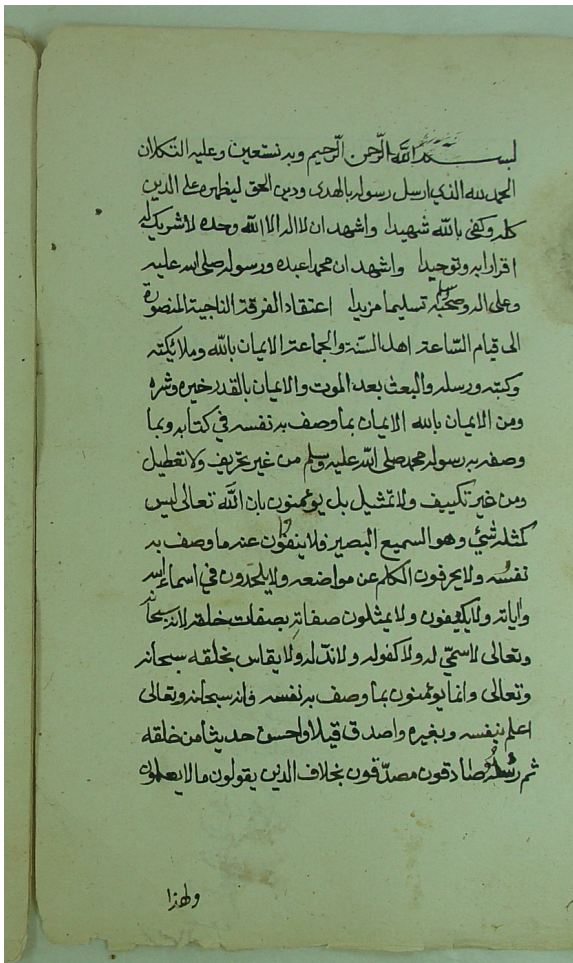 بسم الله الرحمن الرحيم وبه نستعين وعليه التكلان
الحمد لله الذي ارسل رسوله بالهدى ودين الحق ليظهره على الدين
كله وكفى بالله شهيدا واشهد ان لا اله الا الله وحده لا شريك له
اقرارا به وتوحيدا واشهد ان محمدا عبده ورسوله صلى الله عليه
وعلى اله وصحبه وسلم تسليما مزيدا اعتقاد الفرقة الناجية المنصورة
الى قيام الساعة اهل السنة والجماعة الايمان بالله وملائكته
وكتبه ورسله والبعث بعد الموت والايمان بالقدر خيره وشره
ومن الايمان بالله الايمان بما وصف به نفسه في كتابه وبما
وصفه به رسوله محمد صلى الله عليه وسلم من غير تحريف ولا تعطيل
ومن غير تكييف ولا تمثيل بل يؤمنون بان الله تعالى ليس
كمثله شئ وهو السميع البصير فلا ينفون عنه ما وصف به
نفسه ولا يحرفون الكلم عن مواضعه ولا يلحدون في اسماء الله
واياته ولا يكيفون ولا يمثلون صفاته بصفات خلقه لانه سبحانه
وتعالى لا سمي له ولا كفو له ولا ند له ولا يقاس بخلقه سبحانه
وتعالى وانما يؤمنون بما وصف به نفسه فانه سبحانه وتعالى
اعلم بنفسه وبغيره واصدق قيلا واحسن حديثا من خلقه
ثم رسله صادقون مصدقون بخلاف الذين يقولون ما لا يعلمون
ولهذا